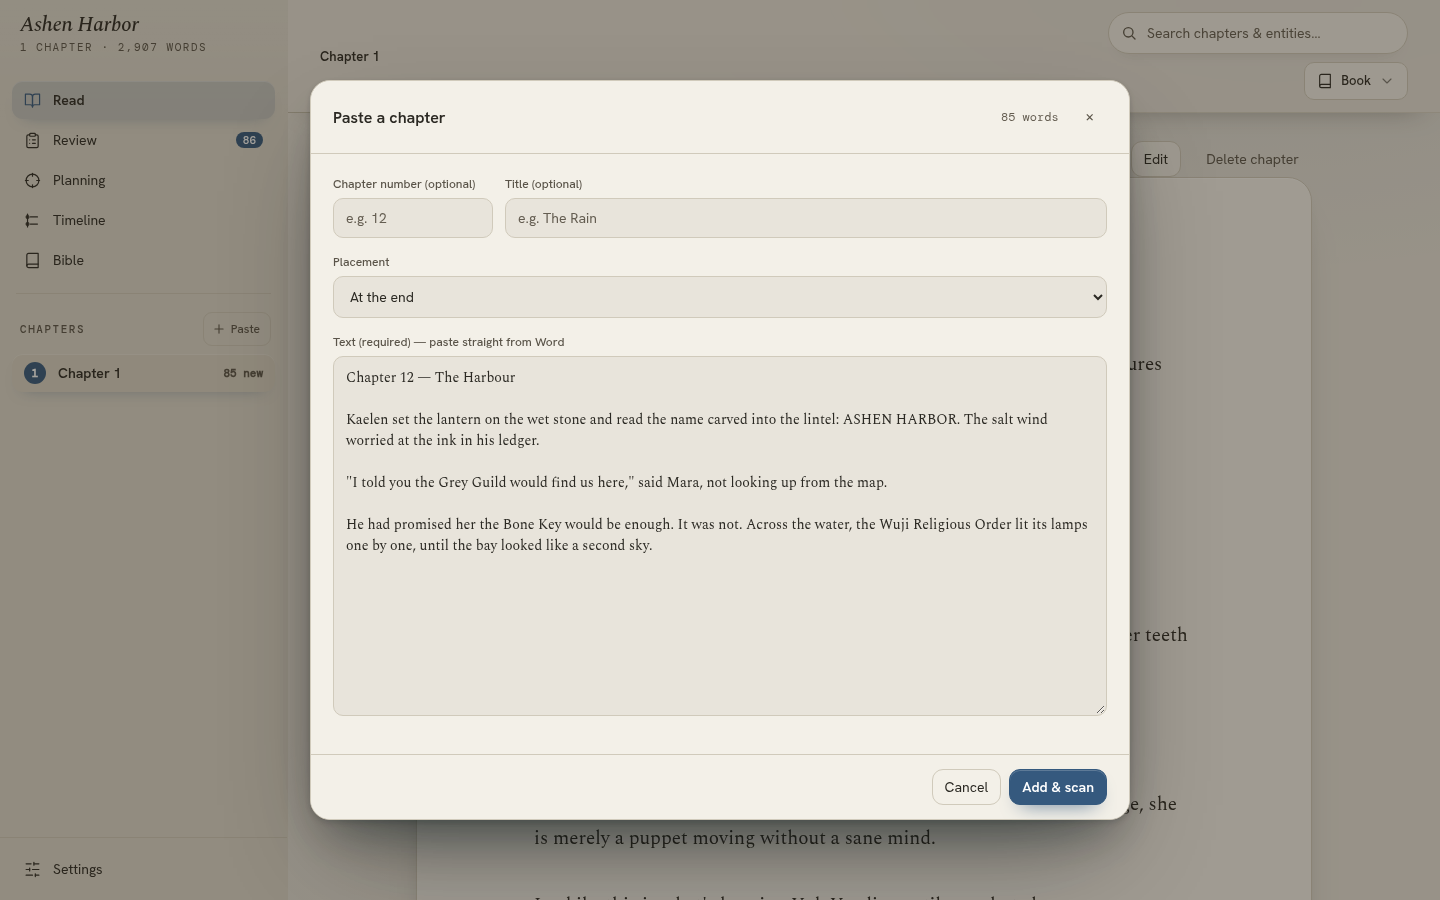 Ashen Harbor
1 CHAPTER · 2,907 WORDS
Read
Review 86
Planning
Timeline
Bible
CHAPTERS
Paste
1 Chapter 1 85 new
Settings
Chapter 1
Search chapters & entities...
Book
Edit
Delete chapter
Paste a chapter
85 words ×
Chapter number (optional)
Title (optional)
e.g. 12
e.g. The Rain
Placement
At the end
Text (required) — paste straight from Word
Chapter 12 — The Harbour
Kaelen set the lantern on the wet stone and read the name carved into the lintel: ASHEN HARBOR. The salt wind
worried at the ink in his ledger.
"I told you the Grey Guild would find us here," said Mara, not looking up from the map.
He had promised her the Bone Key would be enough. It was not. Across the water, the Wuji Religious Order lit its lamps
one by one, until the bay looked like a second sky.
Cancel
Add & scan
teeth
she
is merely a puppet moving without a sane mind.